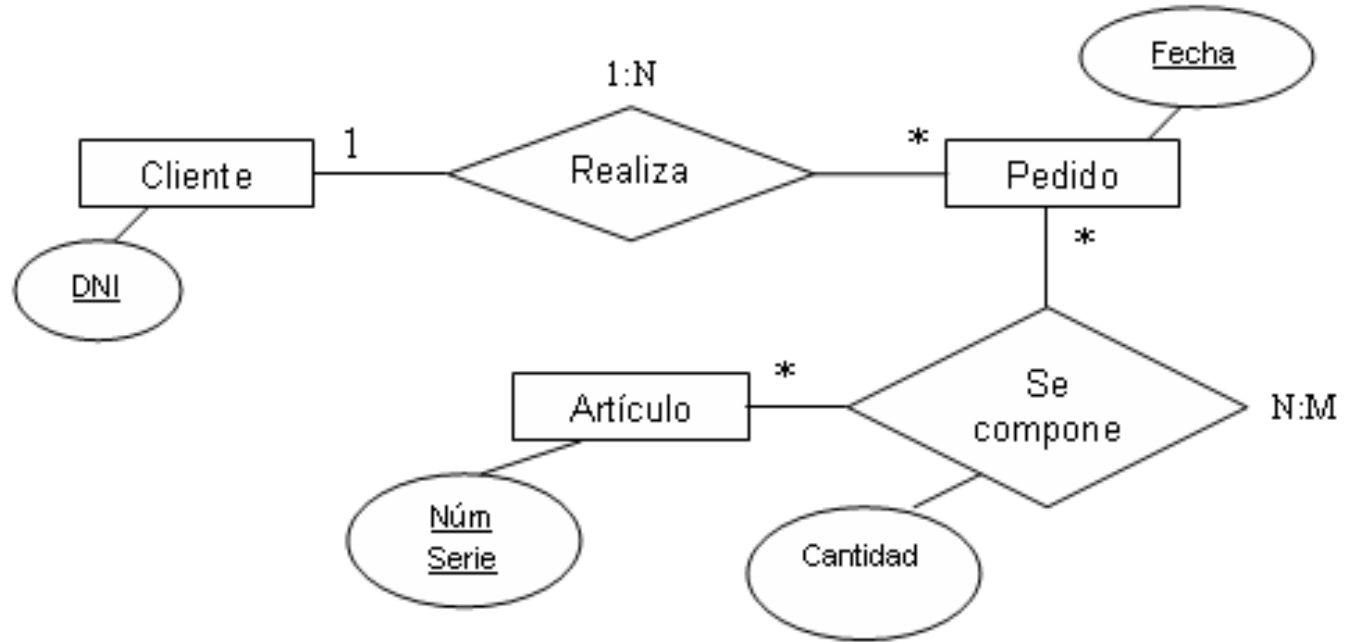 Fecha
1:N
Cliente
1
Realiza
*
Pedido
*
DNI
Artículo
*
Se
compone
N:M
Núm
Serie
Cantidad